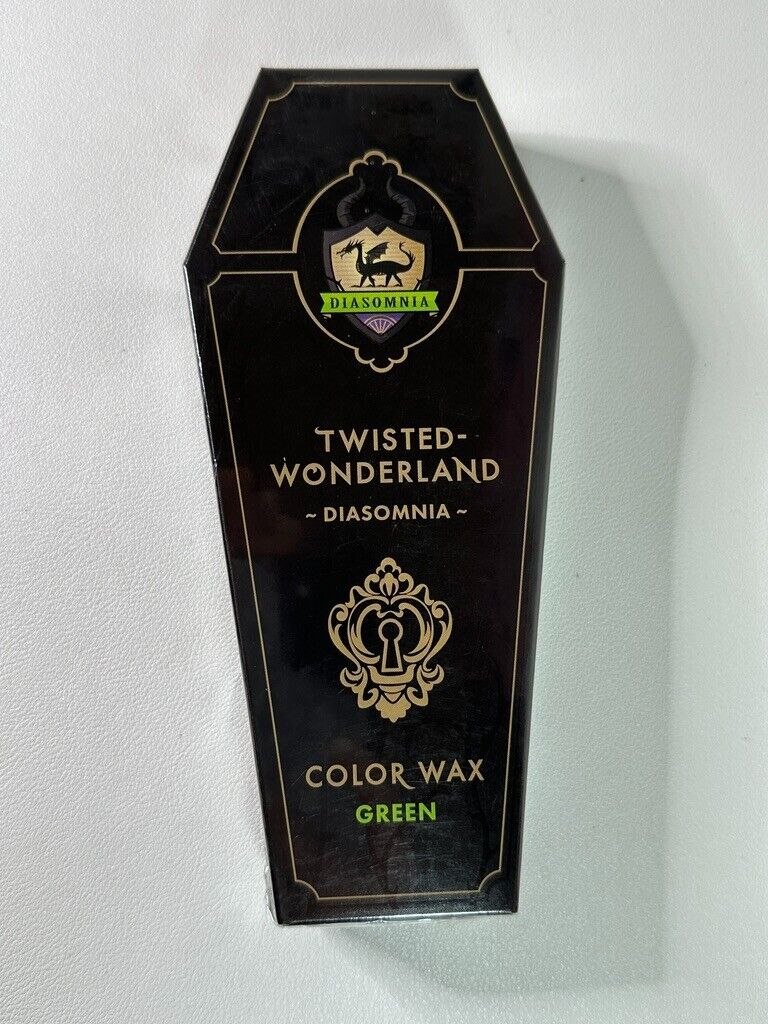 DIASOMNIA
TWISTED-
WONDERLAND
~ DIASOMNIA ~
COLOR WAX
GREEN